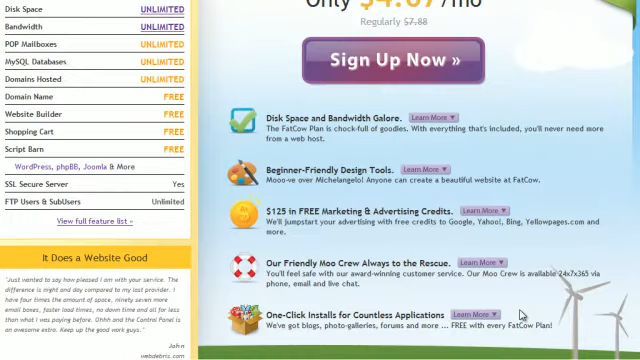 Disk Space UNLIMITED
Bandwidth UNLIMITED
POP Mailboxes UNLIMITED
MySQL Databases UNLIMITED
Domains Hosted UNLIMITED
Domain Name FREE
Website Builder FREE
Shopping Cart FREE
Script Barn FREE
WordPress, phpBB, Joomla & More
SSL Secure Server Yes
FTP Users & SubUsers Unlimited
View full feature list »
It Does a Website Good
"Just wanted to say how pleased I am with your service. The
difference is night and day compared to my last provider. I
have four times the amount of space, ninety seven more
email boxes, faster load times, no down time and all for less
than what I was paying before. Ohhh and the Control Panel is
an awesome extra. Keep up the good work guys."
John
webdebris.com
Only $4.67/mo
Regularly $7.88
Sign Up Now »
Disk Space and Bandwidth Galore. Learn More ▼
The FatCow Plan is chock-full of goodies. With everything that's included, you'll never need more
from a web host.
Beginner-Friendly Design Tools. Learn More ▼
Mooo-ve over Michelangelo! Anyone can create a beautiful website at FatCow.
$125 in FREE Marketing & Advertising Credits. Learn More ▼
We'll jumpstart your advertising with free credits to Google, Yahoo!, Bing, Yellowpages.com and
more.
Our Friendly Moo Crew Always to the Rescue. Learn More ▼
You'll feel safe with our award-winning customer service. Our Moo Crew is available 24x7x365 via
phone, email and live chat.
One-Click Installs for Countless Applications Learn More ▼
We've got blogs, photo-galleries, forums and more ... FREE with every FatCow Plan!